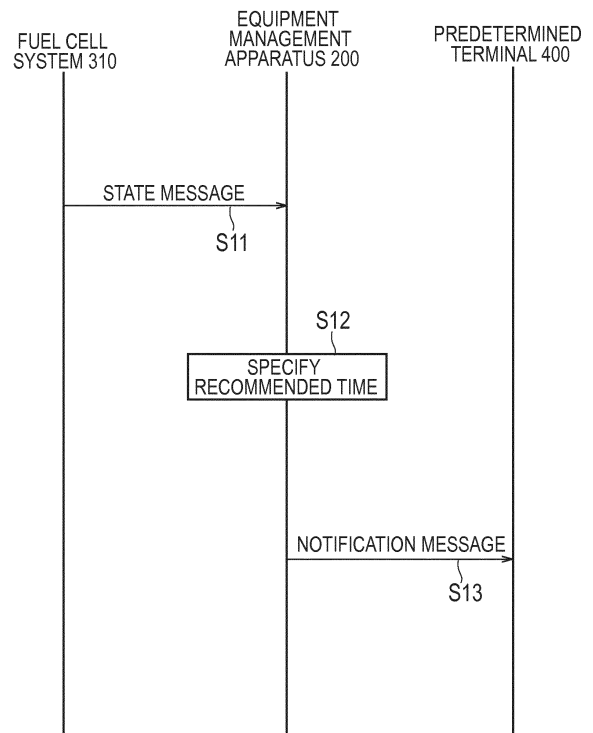 FUEL CELL
SYSTEM 310
EQUIPMENT
MANAGEMENT
APPARATUS 200
PREDETERMINED
TERMINAL 400
STATE MESSAGE
S11
S12
SPECIFY
RECOMMENDED TIME
NOTIFICATION MESSAGE
S13